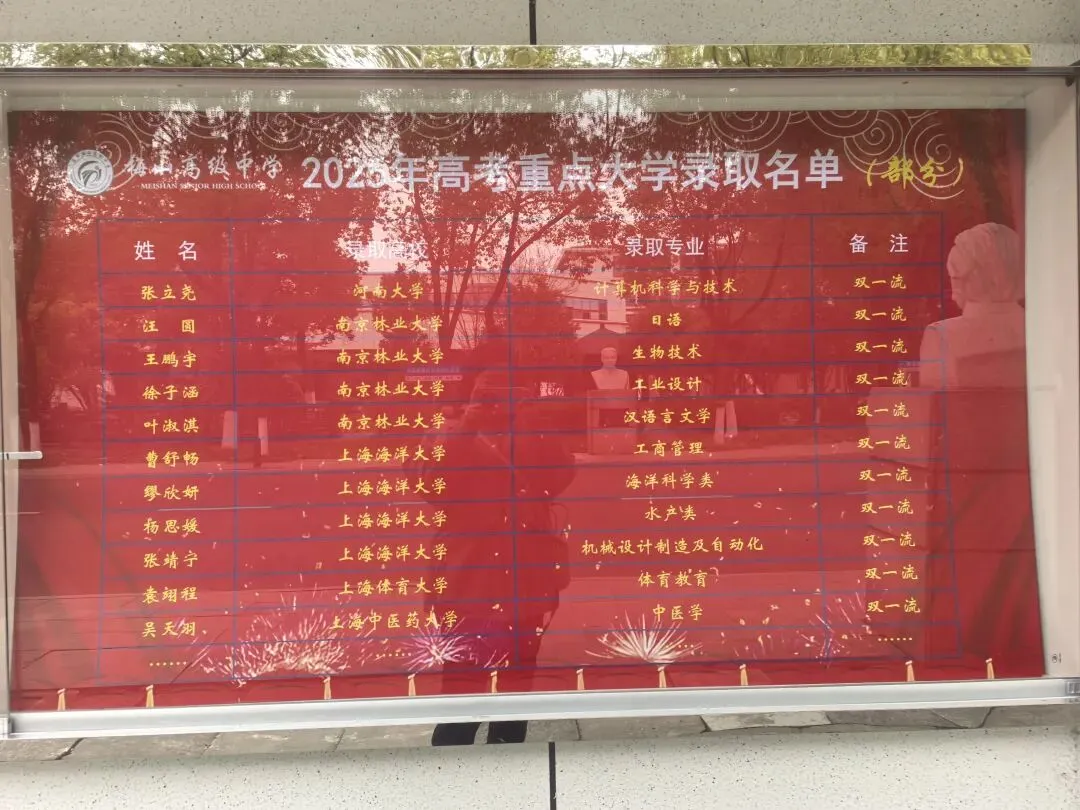 梅山高级中学
MEISHAN SENIOR HIGH SCHOOL
2025年高考重点大学录取名单（部分）
姓 名 录取高校 录取专业 备 注
张立尧 河南大学 计算机科学与技术 双一流
汪 圆 南京林业大学 日语 双一流
王鹏宇 南京林业大学 生物技术 双一流
徐子涵 南京林业大学 工业设计 双一流
叶淑淇 南京林业大学 汉语言文学 双一流
曹舒畅 上海海洋大学 工商管理 双一流
缪欣妍 上海海洋大学 海洋科学类 双一流
杨思媛 上海海洋大学 水产类 双一流
张靖宁 上海海洋大学 机械设计制造及自动化 双一流
袁翊程 上海体育大学 体育教育 双一流
吴天羽 上海中医药大学 中医学 双一流
…… …… ……